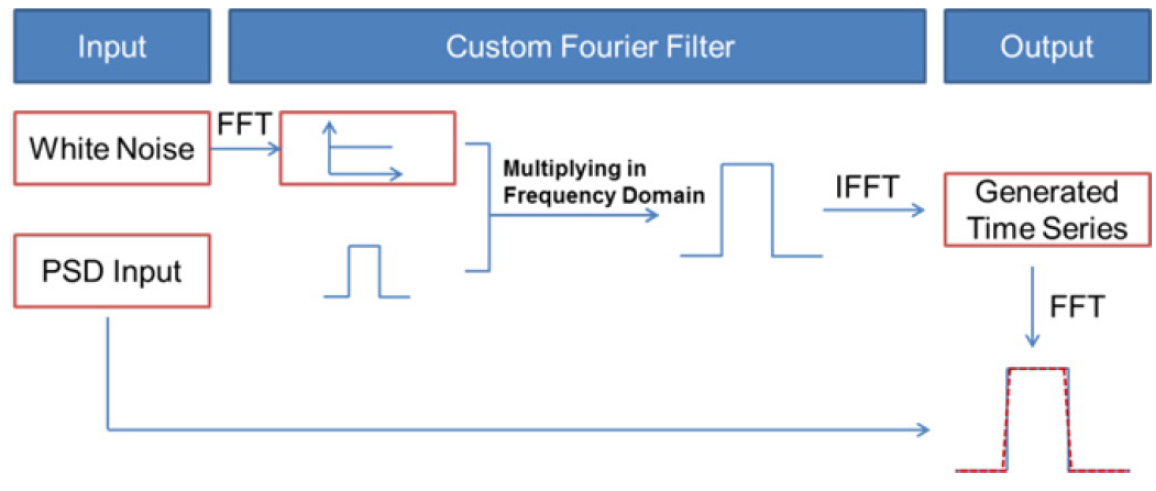 Input
Custom Fourier Filter
Output
White Noise
FFT
Multiplying in
Frequency Domain
IFFT
Generated
Time Series
PSD Input
FFT